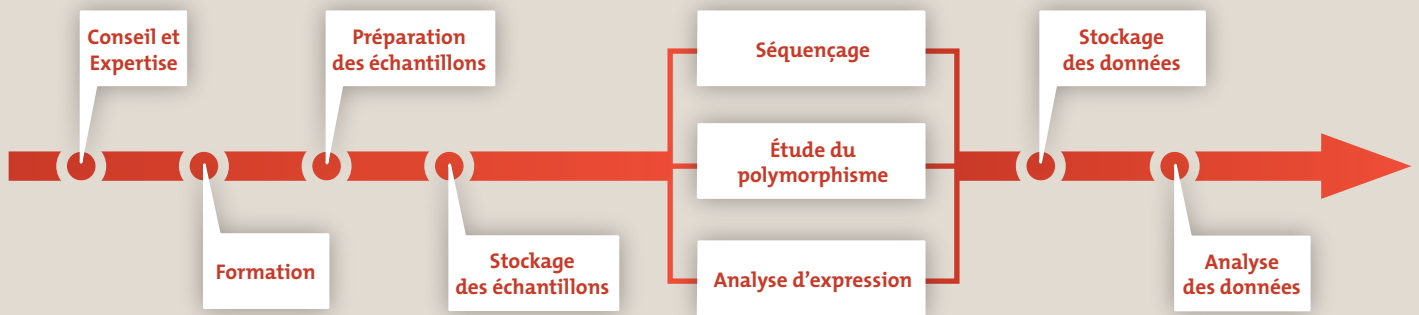 Conseil et
Expertise
Formation
Préparation
des échantillons
Stockage
des échantillons
Séquençage
Étude du
polymorphisme
Analyse d’expression
Stockage
des données
Analyse
des données